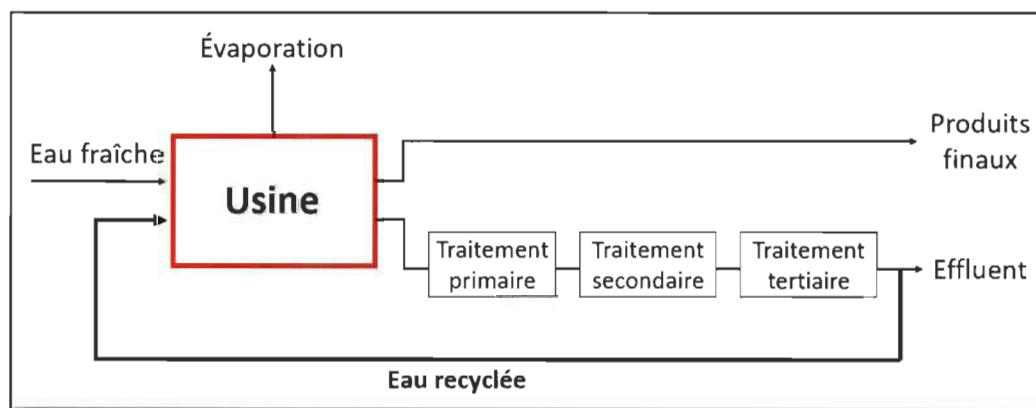 Évaporation
Produits
finaux
Eau fraîche
Usine
Traitement
primaire
Traitement
secondaire
Traitement
tertiaire
Effluent
Eau recyclée